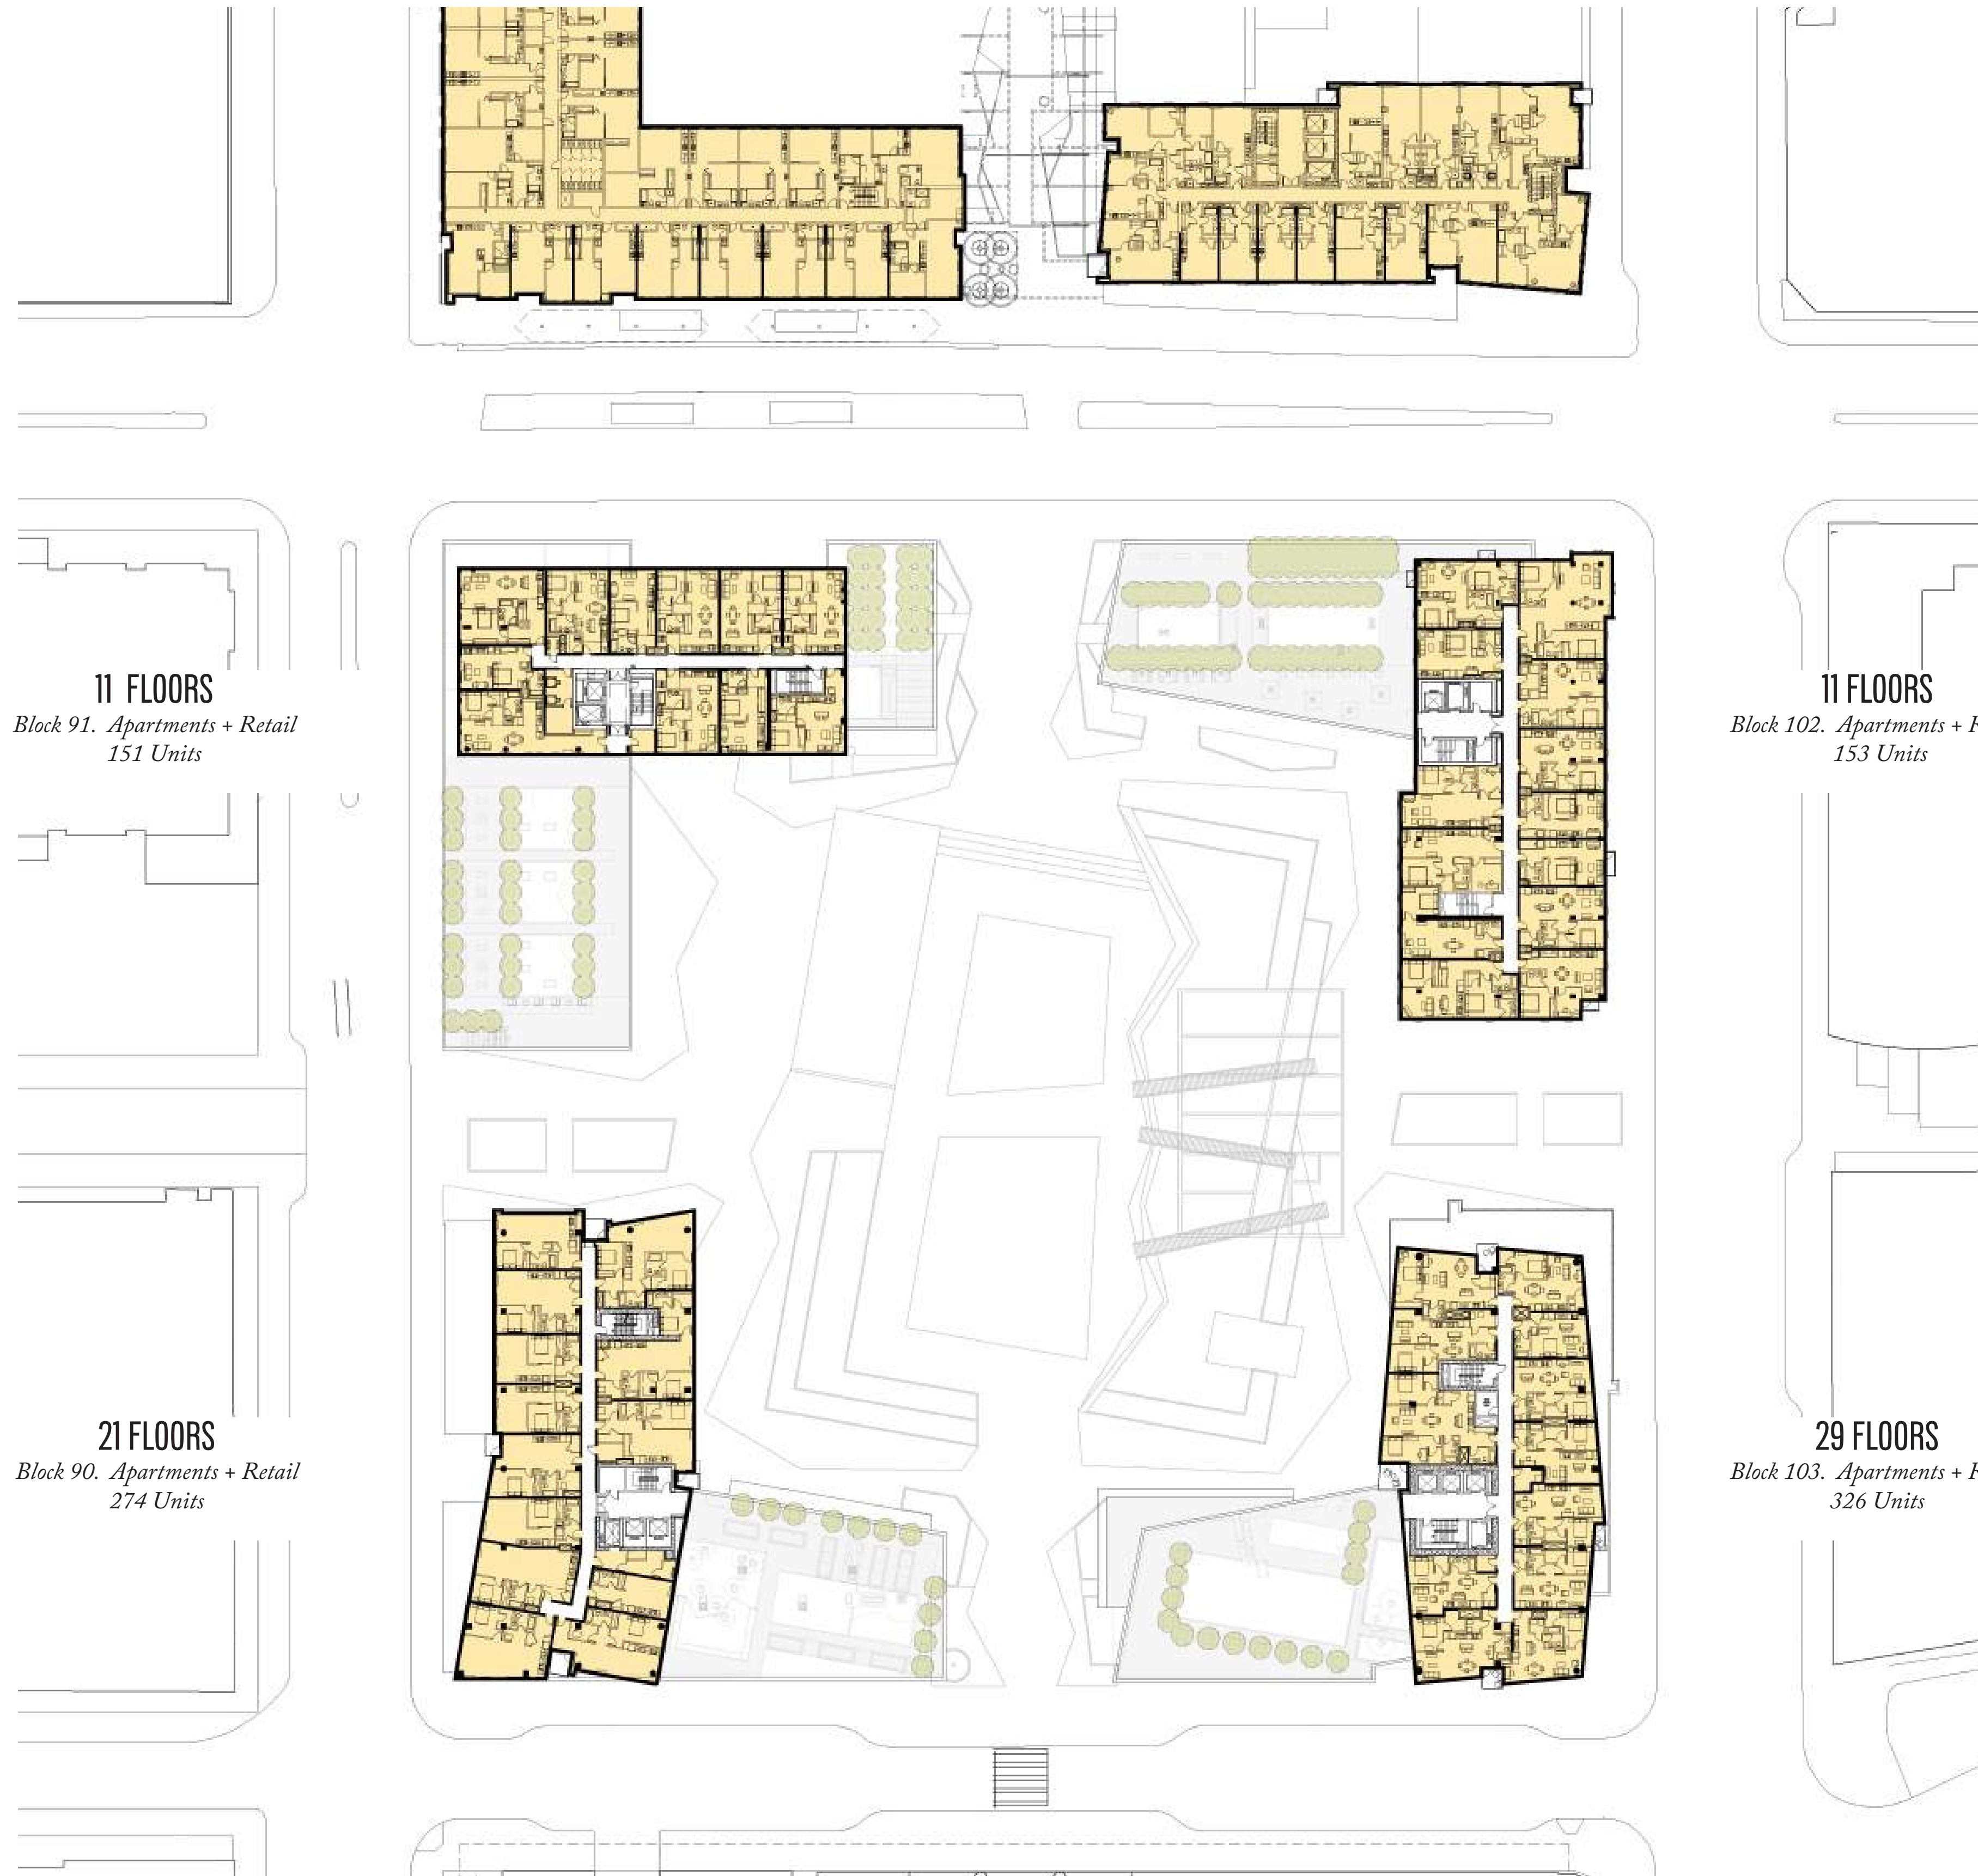 11 FLOORS
Block 91. Apartments + Retail
151 Units
11 FLOORS
Block 102. Apartments + R
153 Units
21 FLOORS
Block 90. Apartments + Retail
274 Units
29 FLOORS
Block 103. Apartments + R
326 Units